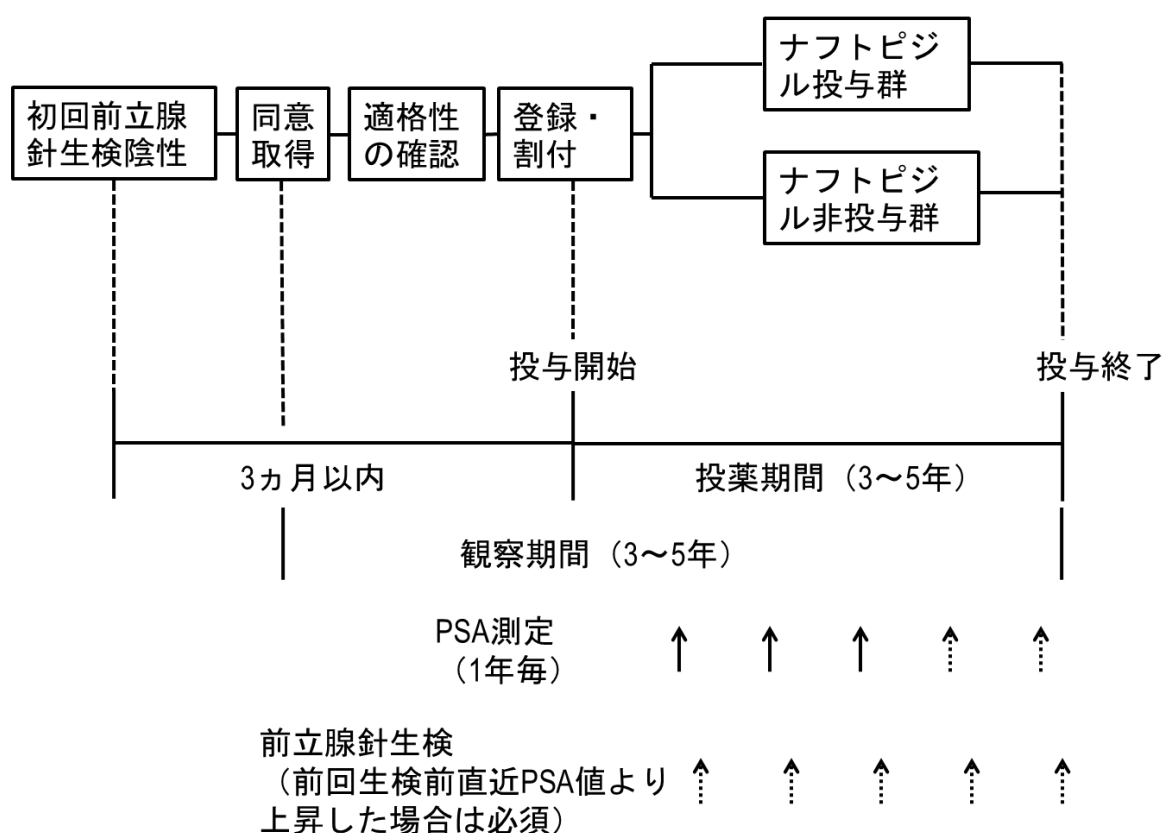 初回前立腺
針生検陰性
同意
取得
適格性
の確認
登録・
割付
ナフトピジ
ル投与群
ナフトピジ
ル非投与群
投与開始
投与終了
3ヵ月以内
投薬期間（3～5年）
観察期間（3～5年）
PSA測定
（1年毎）
前立腺針生検
（前回生検前直近PSA値より
上昇した場合は必須）